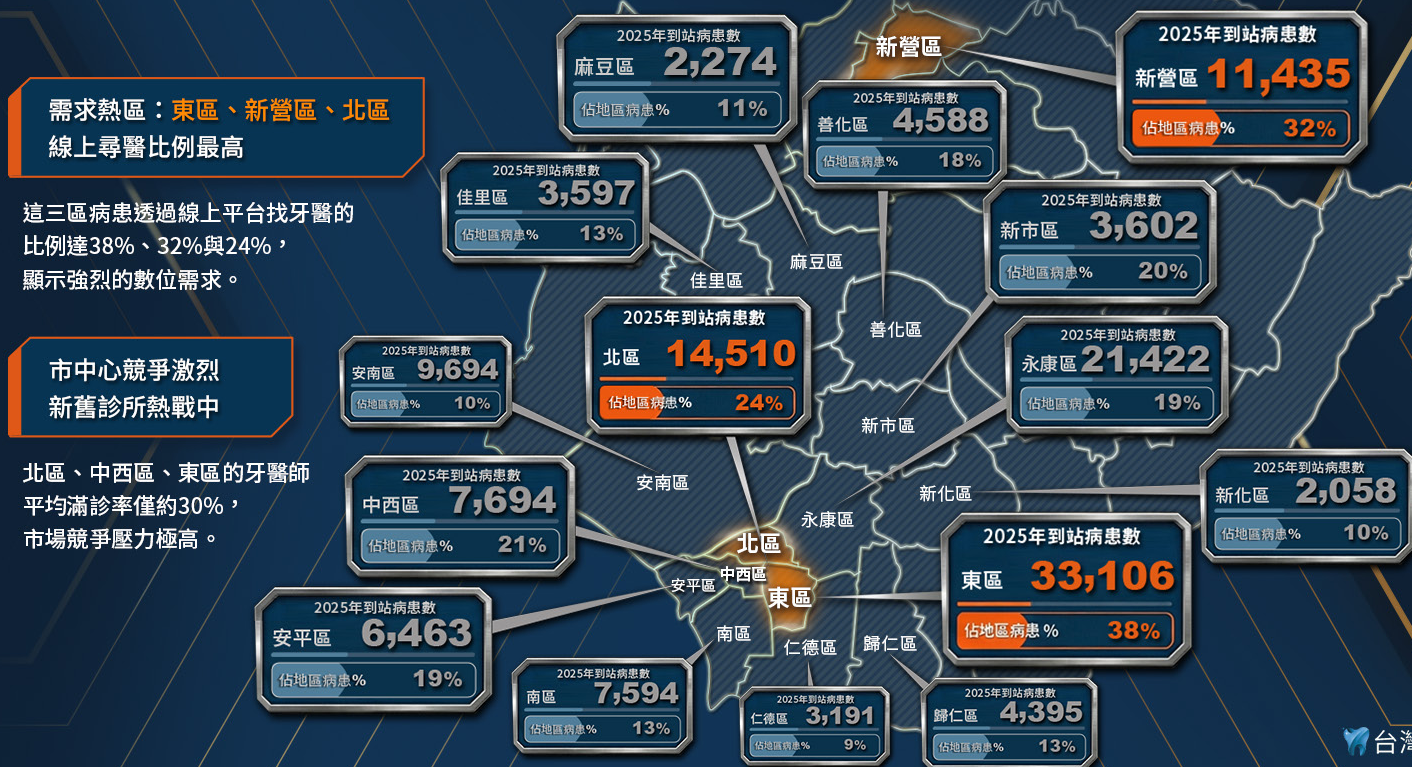 需求熱區：東區、新營區、北區
線上尋醫比例最高
這三區病患透過線上平台找牙醫的
比例達38%、32%與24%，
顯示強烈的數位需求。
市中心競爭激烈
新舊診所熱戰中
北區、中西區、東區的牙醫師
平均滿診率僅約30%，
市場競爭壓力極高。
2025年到站病患數
麻豆區 2,274
佔地區病患% 11%
新營區
2025年到站病患數
新營區 11,435
佔地區病患% 32%
2025年到站病患數
善化區 4,588
佔地區病患% 18%
2025年到站病患數
佳里區 3,597
佔地區病患% 13%
2025年到站病患數
新市區 3,602
佔地區病患% 20%
麻豆區
佳里區
善化區
2025年到站病患數
北區 14,510
佔地區病患% 24%
2025年到站病患數
永康區 21,422
佔地區病患% 19%
2025年到站病患數
安南區 9,694
佔地區病患% 10%
新市區
安南區
新化區
永康區
2025年到站病患數
中西區 7,694
佔地區病患% 21%
2025年到站病患數
新化區 2,058
佔地區病患% 10%
北區
中西區
安平區
東區
2025年到站病患數
東區 33,106
佔地區病患% 38%
2025年到站病患數
安平區 6,463
佔地區病患% 19%
南區
仁德區
歸仁區
2025年到站病患數
南區 7,594
佔地區病患% 13%
2025年到站病患數
仁德區 3,191
佔地區病患% 9%
2025年到站病患數
歸仁區 4,395
佔地區病患% 13%
台灣